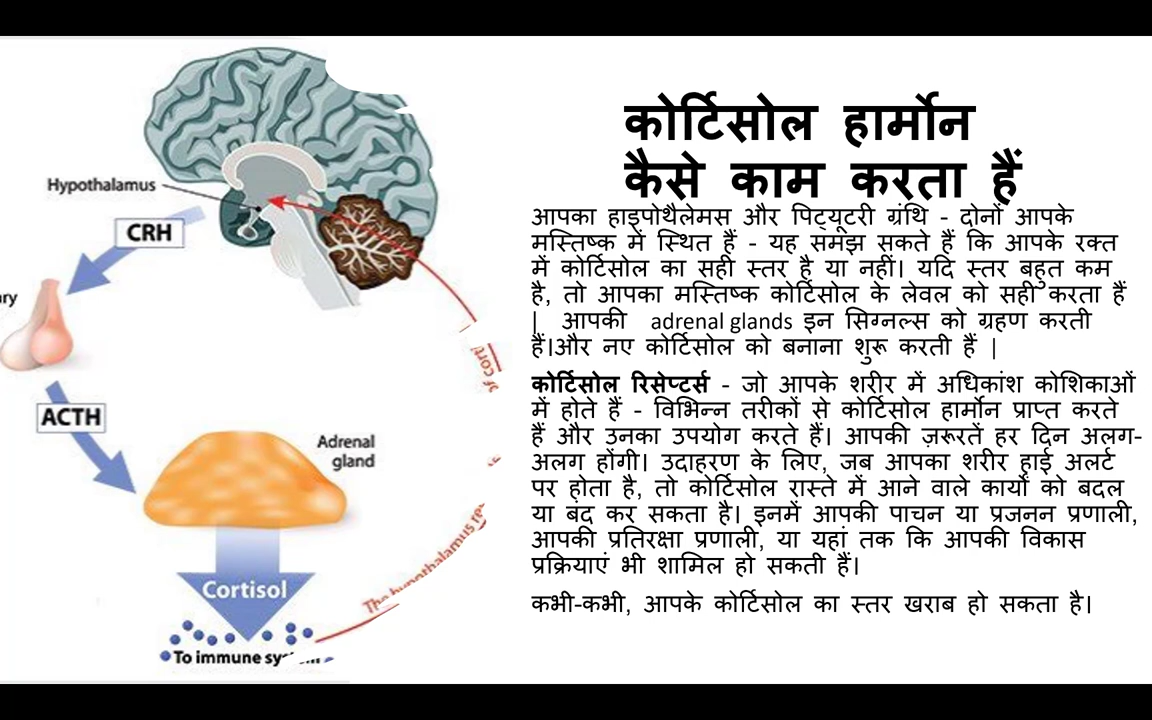 कोर्टिसोल हार्मोन
कैसे काम करता हैं
आपका हाइपोथैलेमस और पिट्यूटरी ग्रंथि - दोनों आपके
मस्तिष्क में स्थित हैं - यह समझ सकते हैं कि आपके रक्त
में कोर्टिसोल का सही स्तर है या नहीं। यदि स्तर बहुत कम
है, तो आपका मस्तिष्क कोर्टिसोल के लेवल को सही करता हैं
| आपकी adrenal glands इन सिग्नल्स को ग्रहण करती
हैं।और नए कोर्टिसोल को बनाना शुरू करती हैं |
कोर्टिसोल रिसेप्टर्स - जो आपके शरीर में अधिकांश कोशिकाओं
में होते हैं - विभिन्न तरीकों से कोर्टिसोल हार्मोन प्राप्त करते
हैं और उनका उपयोग करते हैं। आपकी ज़रूरतें हर दिन अलग-
अलग होंगी। उदाहरण के लिए, जब आपका शरीर हाई अलर्ट
पर होता है, तो कोर्टिसोल रास्ते में आने वाले कार्यों को बदल
या बंद कर सकता है। इनमें आपकी पाचन या प्रजनन प्रणाली,
आपकी प्रतिरक्षा प्रणाली, या यहां तक कि आपकी विकास
प्रक्रियाएं भी शामिल हो सकती हैं।
कभी-कभी, आपके कोर्टिसोल का स्तर खराब हो सकता है।
Hypothalamus
CRH
ACTH
Adrenal
gland
Cortisol
To immune
The hypothalamus